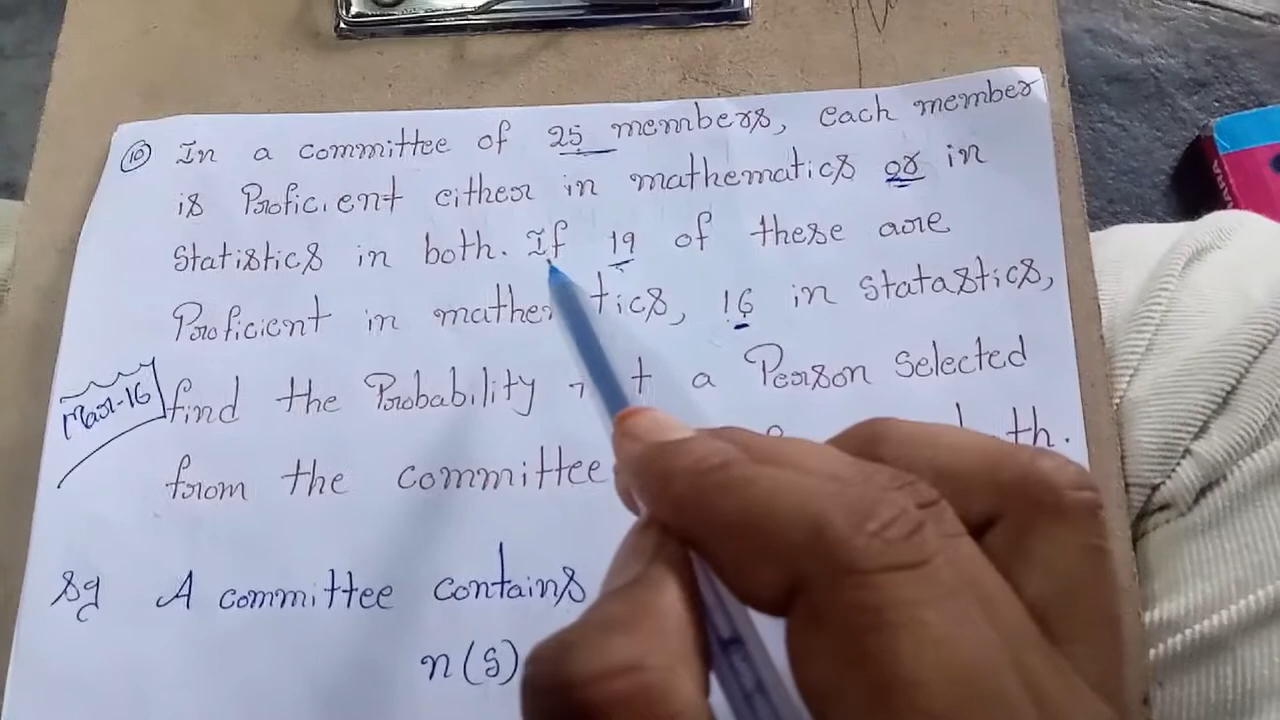 10 In a committee of 25 members, each member
is Proficient either in mathematics or in
Statistics in both. If 19 of these are
Proficient in mathe tics, 16 in statastics,
Mar-16 find the Probability t a Person selected
from the committee th.
Sq A committee contains
n(S)